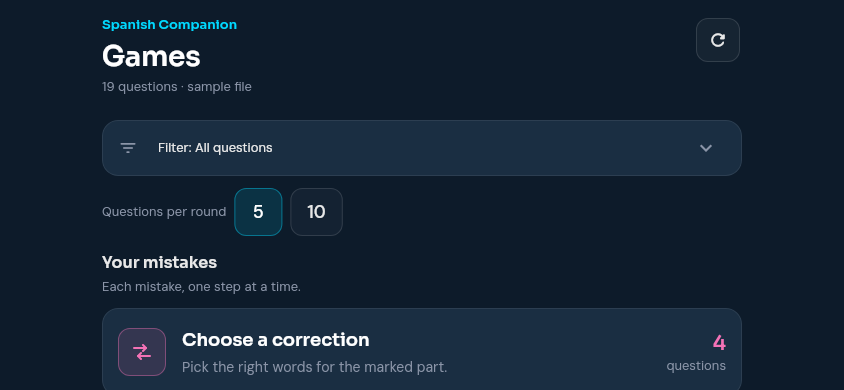 Spanish Companion
Games
19 questions · sample file
Filter: All questions
Questions per round 5 10
Your mistakes
Each mistake, one step at a time.
Choose a correction
4
Pick the right words for the marked part.
questions